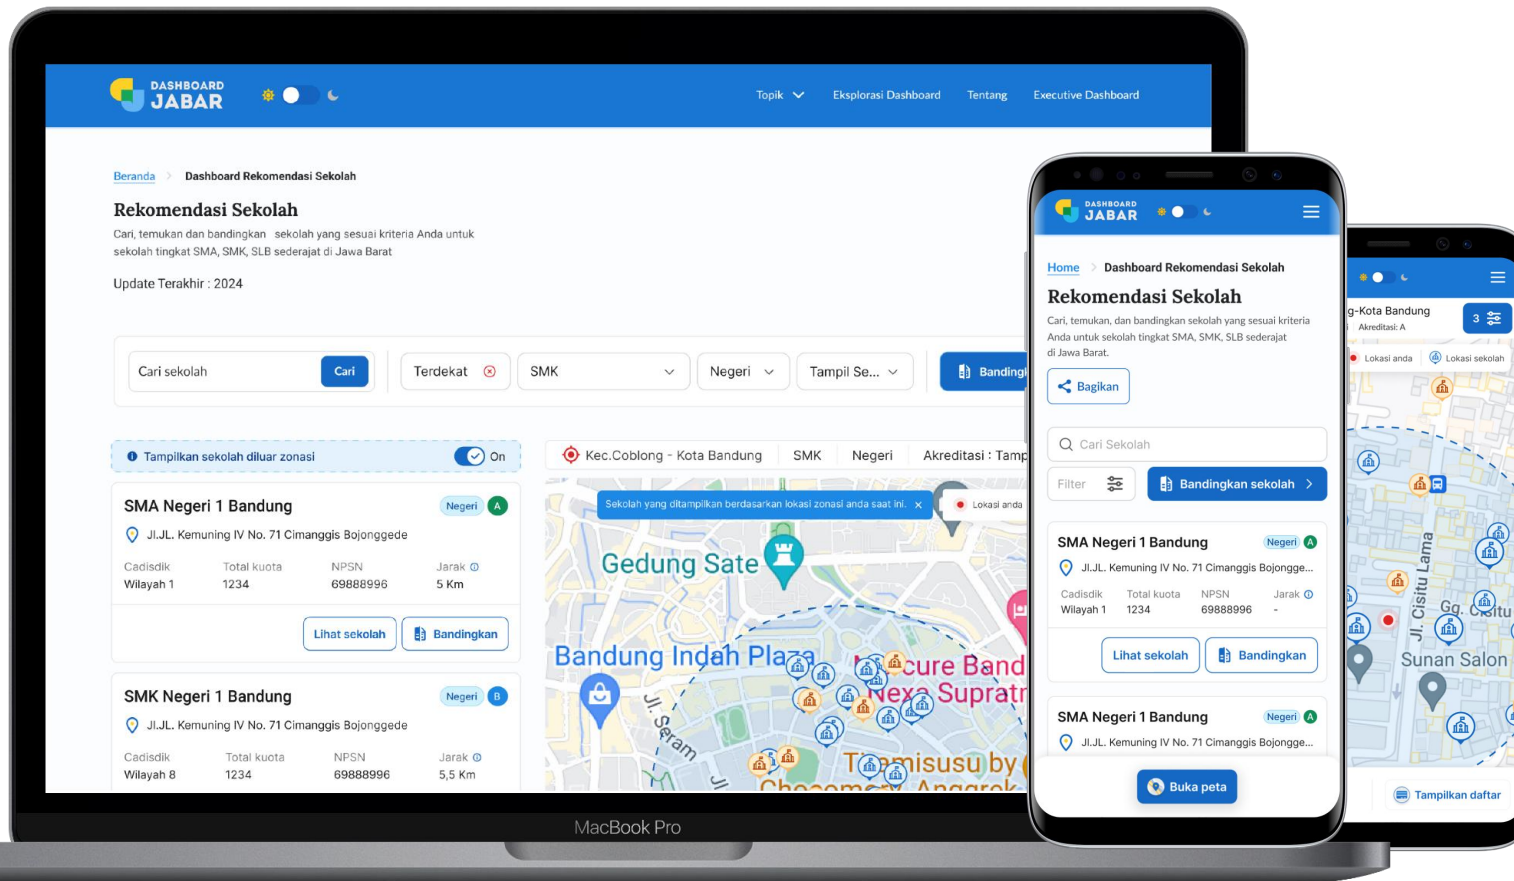 DASHBOARD
JABAR
Topik
Eksplorasi Dashboard
Tentang
Executive Dashboard
Beranda > Dashboard Rekomendasi Sekolah
Rekomendasi Sekolah
Cari, temukan dan bandingkan sekolah yang sesuai kriteria Anda untuk
sekolah tingkat SMA, SMK, SLB sederajat di Jawa Barat
Update Terakhir : 2024
Cari sekolah
Cari
Terdekat
SMK
Negeri
Tampil Se...
Tampilkan sekolah diluar zonasi
On
SMA Negeri 1 Bandung
Negeri A
Jl.JL. Kemuning IV No. 71 Cimanggis Bojonggede
Cadisdik Total kuota NPSN Jarak
Wilayah 1 1234 69888996 5 Km
Lihat sekolah
Bandingkan
SMK Negeri 1 Bandung
Negeri B
Jl.JL. Kemuning IV No. 71 Cimanggis Bojonggede
Cadisdik Total kuota NPSN Jarak
Wilayah 8 1234 69888996 5,5 Km
Kec.Coblong - Kota Bandung
SMK
Negeri
Akreditasi : Tamp
Sekolah yang ditampilkan berdasarkan lokasi zonasi anda saat ini. ×
Lokasi anda
Gedung Sate
Bandung Indah Plaza
Jl. Seram
MacBook Pro
DASHBOARD
JABAR
Home > Dashboard Rekomendasi Sekolah
Rekomendasi Sekolah
Cari, temukan, dan bandingkan sekolah yang sesuai kriteria
Anda untuk sekolah tingkat SMA, SMK, SLB sederajat
di Jawa Barat.
Bagikan
Cari Sekolah
Filter
Bandingkan sekolah >
SMA Negeri 1 Bandung
Negeri A
Jl.JL. Kemuning IV No. 71 Cimanggis Bojongge...
Cadisdik Total kuota NPSN Jarak
Wilayah 1 1234 69888996 -
Lihat sekolah
Bandingkan
SMA Negeri 1 Bandung
Negeri A
Jl.JL. Kemuning IV No. 71 Cimanggis Bojongge...
Buka peta
g-Kota Bandung
Akreditasi: A
3
Lokasi anda
Lokasi sekolah
Jl. Cisitu Lama
Sunan Salon
Tampilkan daftar